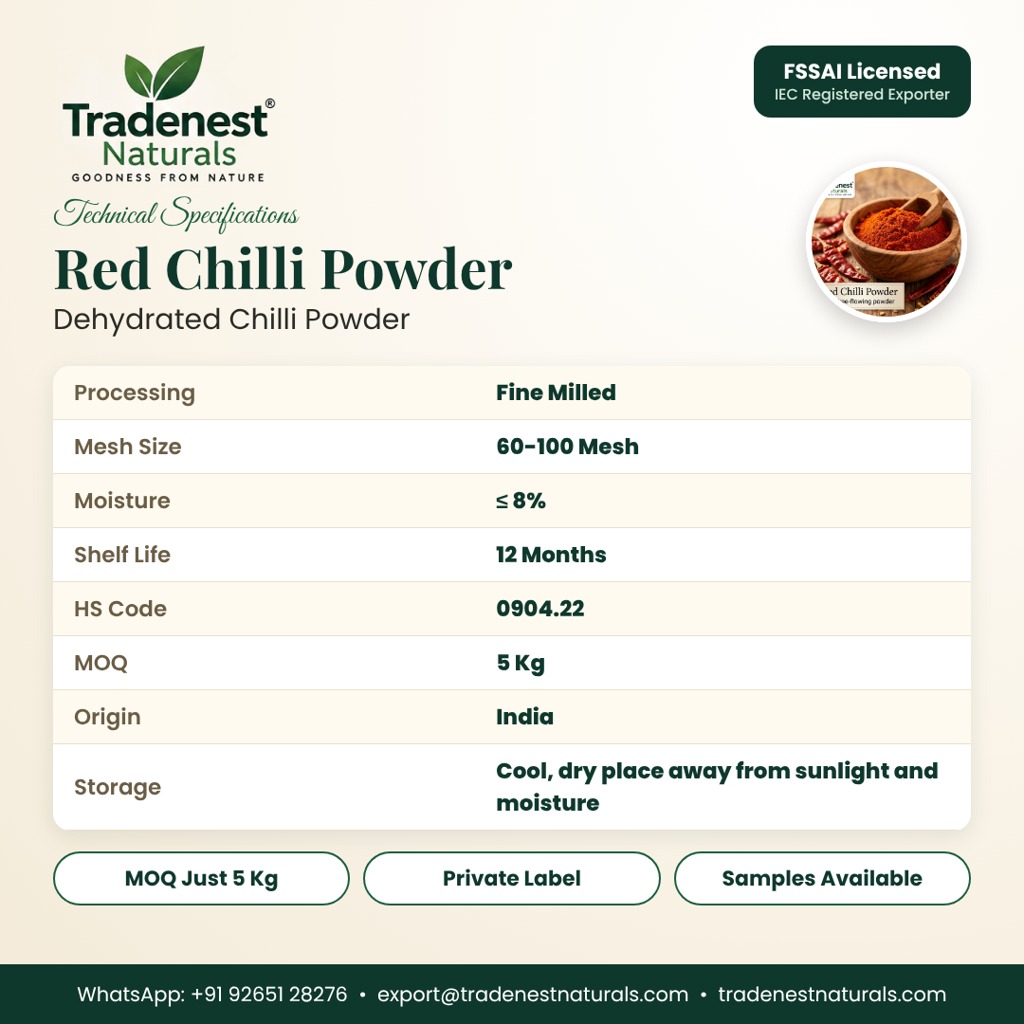 Tradenest®
Naturals
GOODNESS FROM NATURE
FSSAI Licensed
IEC Registered Exporter
Technical Specifications
Red Chilli Powder
Dehydrated Chilli Powder
ed Chilli Powder
Processing Fine Milled
Mesh Size 60-100 Mesh
Moisture ≤ 8%
Shelf Life 12 Months
HS Code 0904.22
MOQ 5 Kg
Origin India
Storage Cool, dry place away from sunlight and
moisture
MOQ Just 5 Kg
Private Label
Samples Available
WhatsApp: +91 92651 28276 • export@tradenestnaturals.com • tradenestnaturals.com